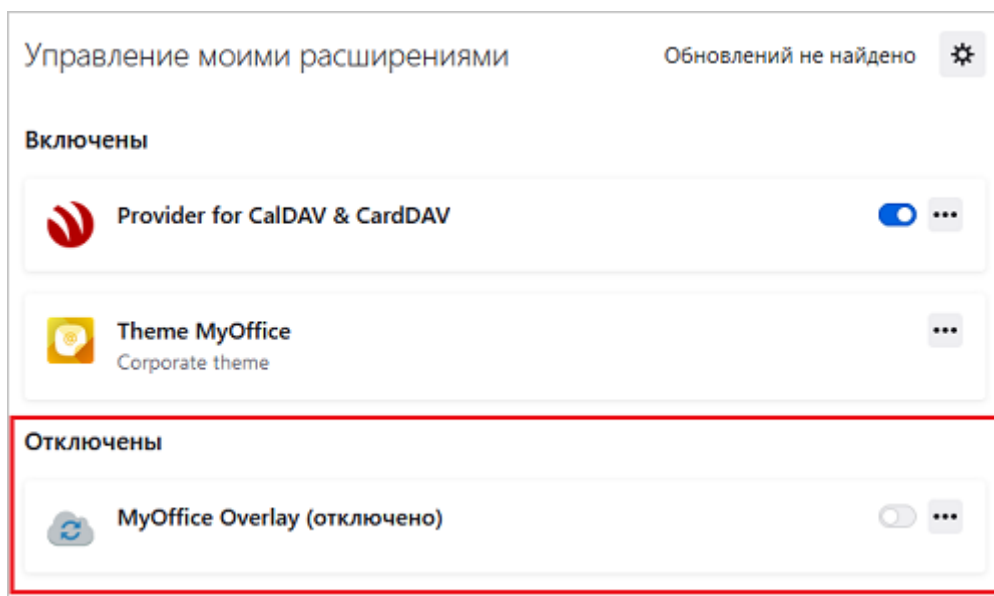 Управление моими расширениями
Обновлений не найдено
Включены
Provider for CalDAV & CardDAV
Theme MyOffice
Corporate theme
Отключены
MyOffice Overlay (отключено)